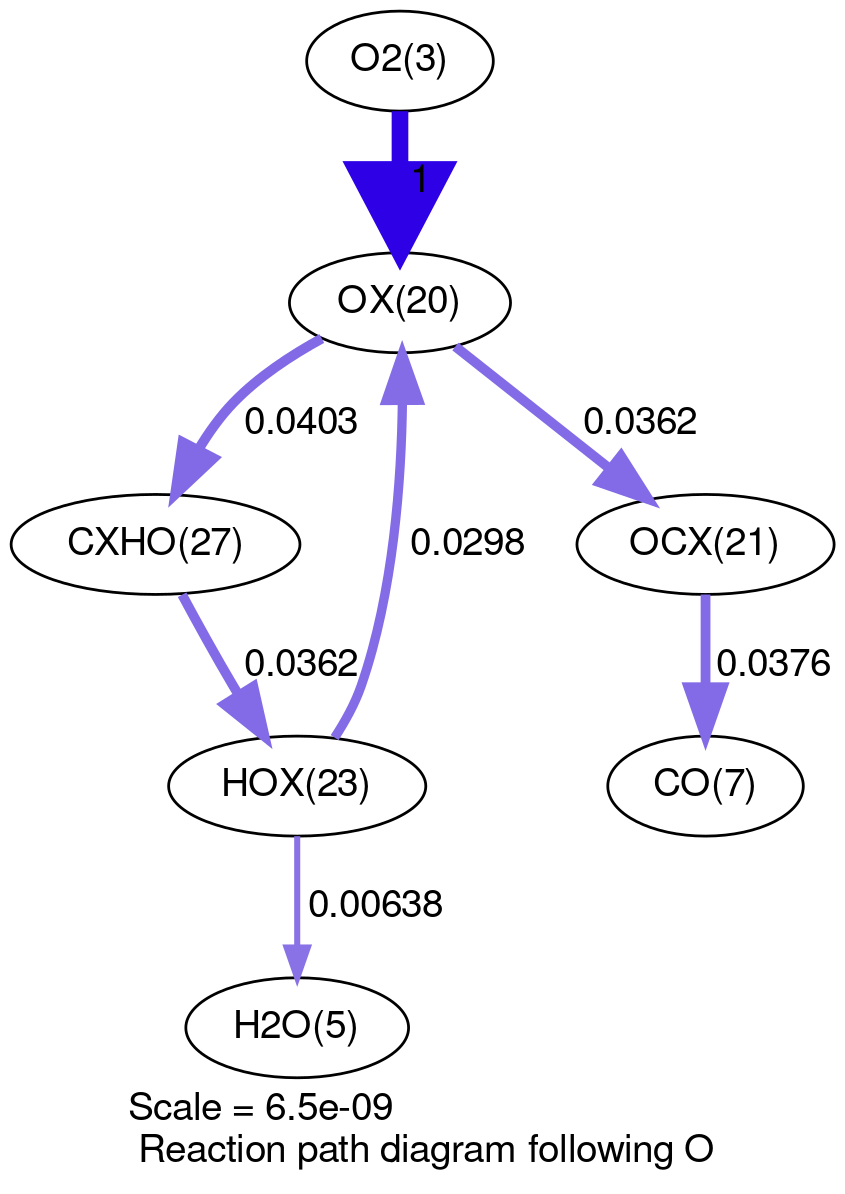 O2(3)
1
OX(20)
0.0403
0.0362
CXHO(27)
0.0298
OCX(21)
0.0362
0.0376
HOX(23)
CO(7)
0.00638
H2O(5)
Scale = 6.5e-09
Reaction path diagram following O